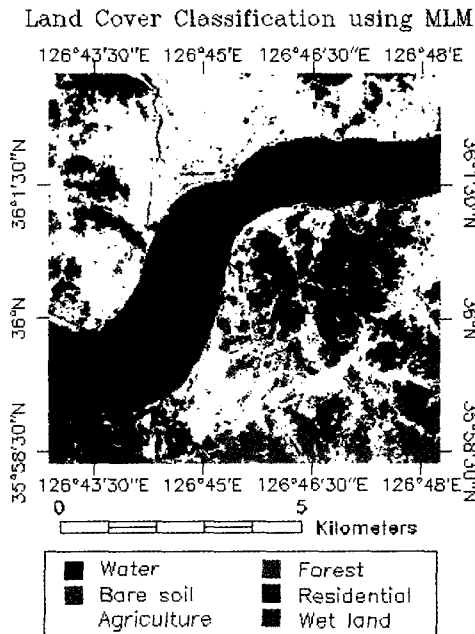 Land Cover Classification using MLM
126°43'30"E 126°45'E 126°46'30"E 126°48'E
36°1'30"N 36°1'30"N
36°N 36°N
35°58'30"N 35°58'30"N
126°43'30"E 126°45'E 126°46'30"E 126°48'E
0 5
Kilometers
Water Forest
Bare soil Residential
Agriculture Wet land